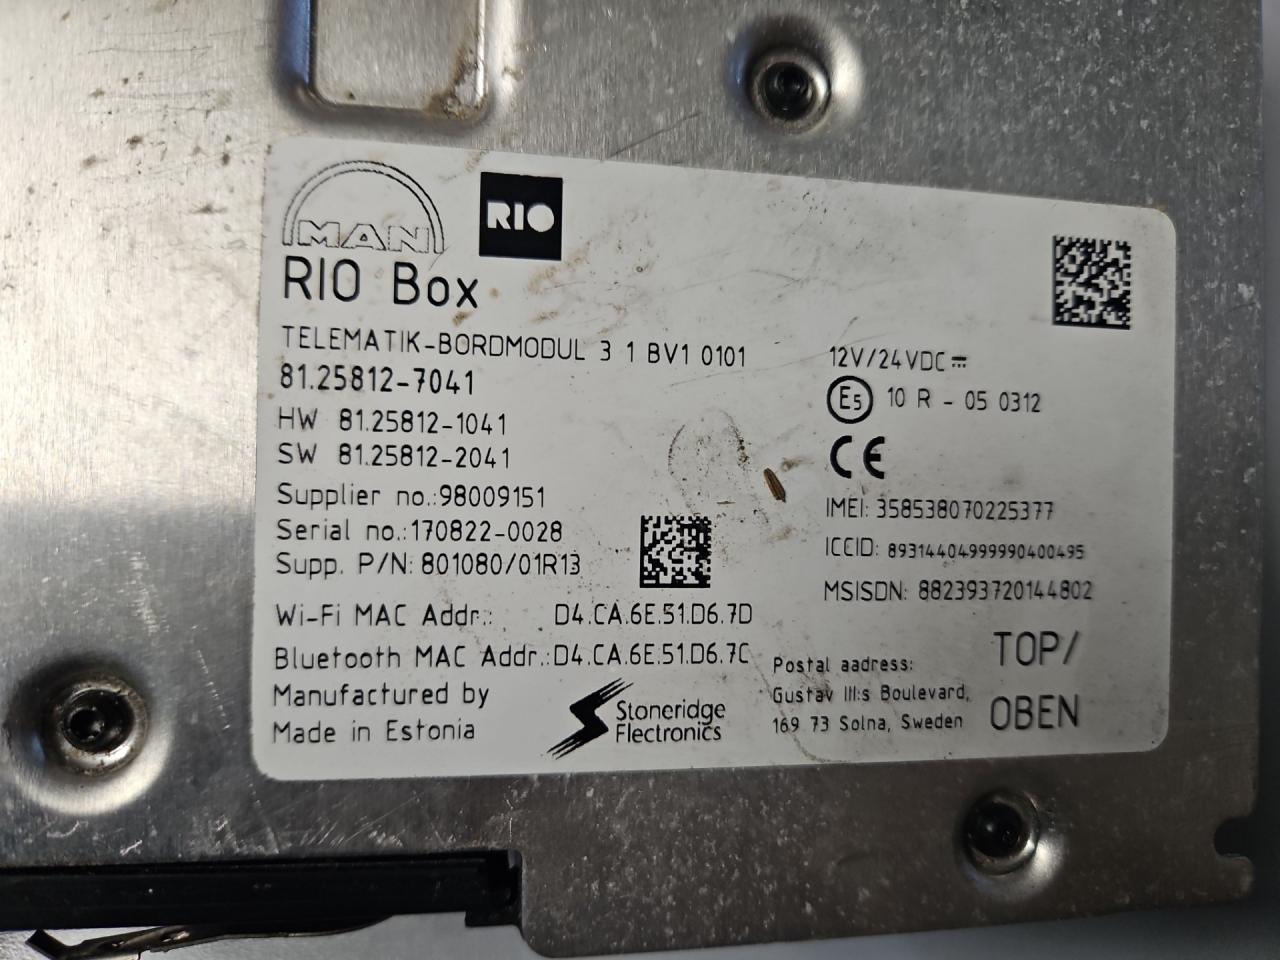 MAN
RIO
RIO Box
TELEMATIK-BORDMODUL 3 1 BV1 0101
81.25812-7041
HW 81.25812-1041
SW 81.25812-2041
Supplier no.:98009151
Serial no.:170822-0028
Supp. P/N: 801080/01R13
Wi-Fi MAC Addr.: D4.CA.6E.51.D6.7D
Bluetooth MAC Addr.:D4.CA.6E.51.D6.7C
Manufactured by
Made in Estonia
Stoneridge
Electronics
12V/24VDC
E5 10 R - 05 0312
CE
IMEI: 358538070225377
ICCID: 89314404999990400495
MSISDN: 882393720144802
Postal aadress:
Gustav III:s Boulevard,
169 73 Solna, Sweden
TOP/
OBEN